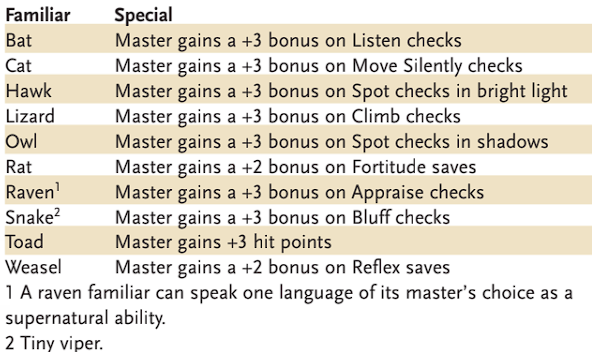 Familiar Special
Bat Master gains a +3 bonus on Listen checks
Cat Master gains a +3 bonus on Move Silently checks
Hawk Master gains a +3 bonus on Spot checks in bright light
Lizard Master gains a +3 bonus on Climb checks
Owl Master gains a +3 bonus on Spot checks in shadows
Rat Master gains a +2 bonus on Fortitude saves
Raven¹ Master gains a +3 bonus on Appraise checks
Snake² Master gains a +3 bonus on Bluff checks
Toad Master gains +3 hit points
Weasel Master gains a +2 bonus on Reflex saves
1 A raven familiar can speak one language of its master’s choice as a
supernatural ability.
2 Tiny viper.